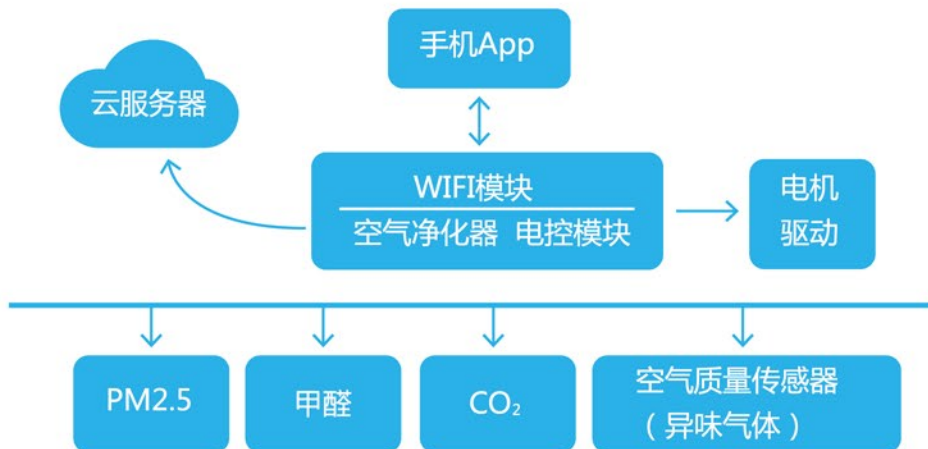 手机App
云服务器
WIFI模块
空气净化器 电控模块
电机
驱动
PM2.5
甲醛
CO₂
空气质量传感器
（异味气体）